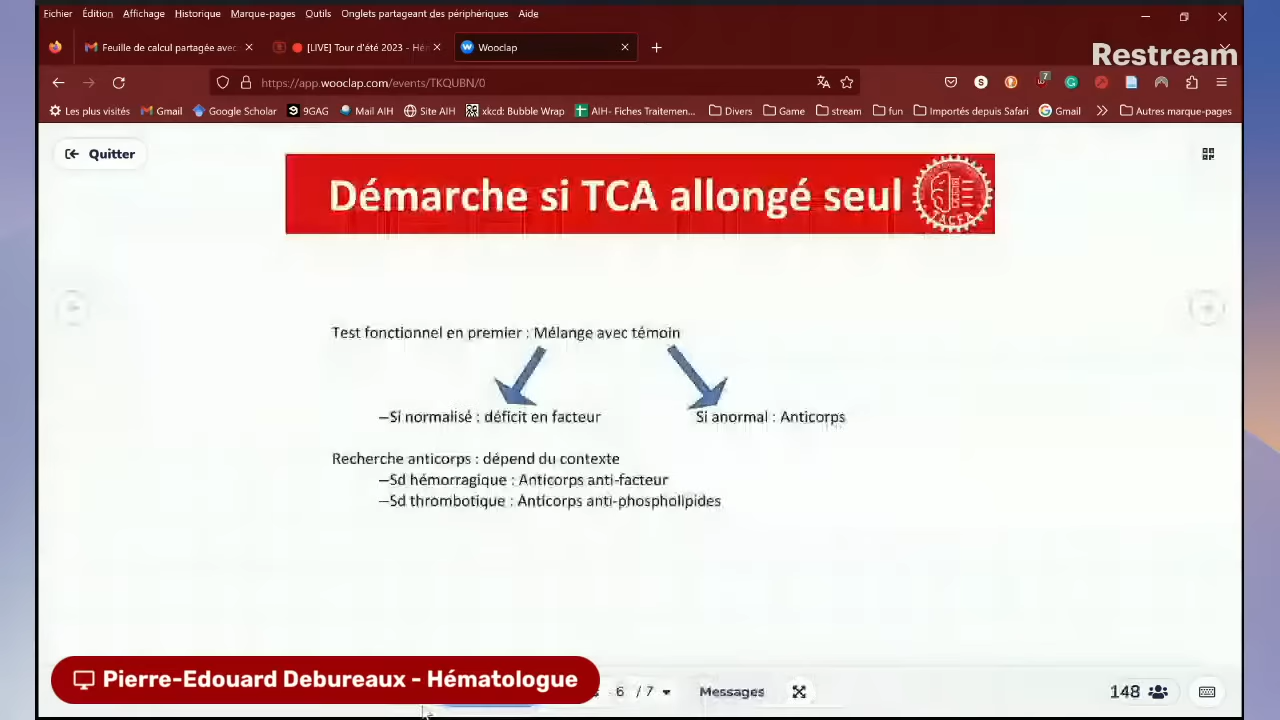 Fichier Édition Affichage Historique Marque-pages Outils Onglets partageant des périphériques Aide
Feuille de calcul partagée avec
[LIVE] Tour d'été 2023 - Hé
Wooclap
Restream
https://app.wooclap.com/events/TKQUBN/0
7
Les plus visités Gmail Google Scholar 9GAG Mail AIH Site AIH xkcd: Bubble Wrap AIH- Fiches Traitemen... Divers Game stream fun Importés depuis Safari Gmail Autres marque-pages
Quitter
Démarche si TCA allongé seul
TACFA
Test fonctionnel en premier : Mélange avec témoin
–Si normalisé : déficit en facteur
Si anormal : Anticorps
Recherche anticorps : dépend du contexte
–Sd hémorragique : Anticorps anti-facteur
–Sd thrombotique : Anticorps anti-phospholipides
Pierre-Edouard Debureaux - Hématologue
6 / 7
Messages
148